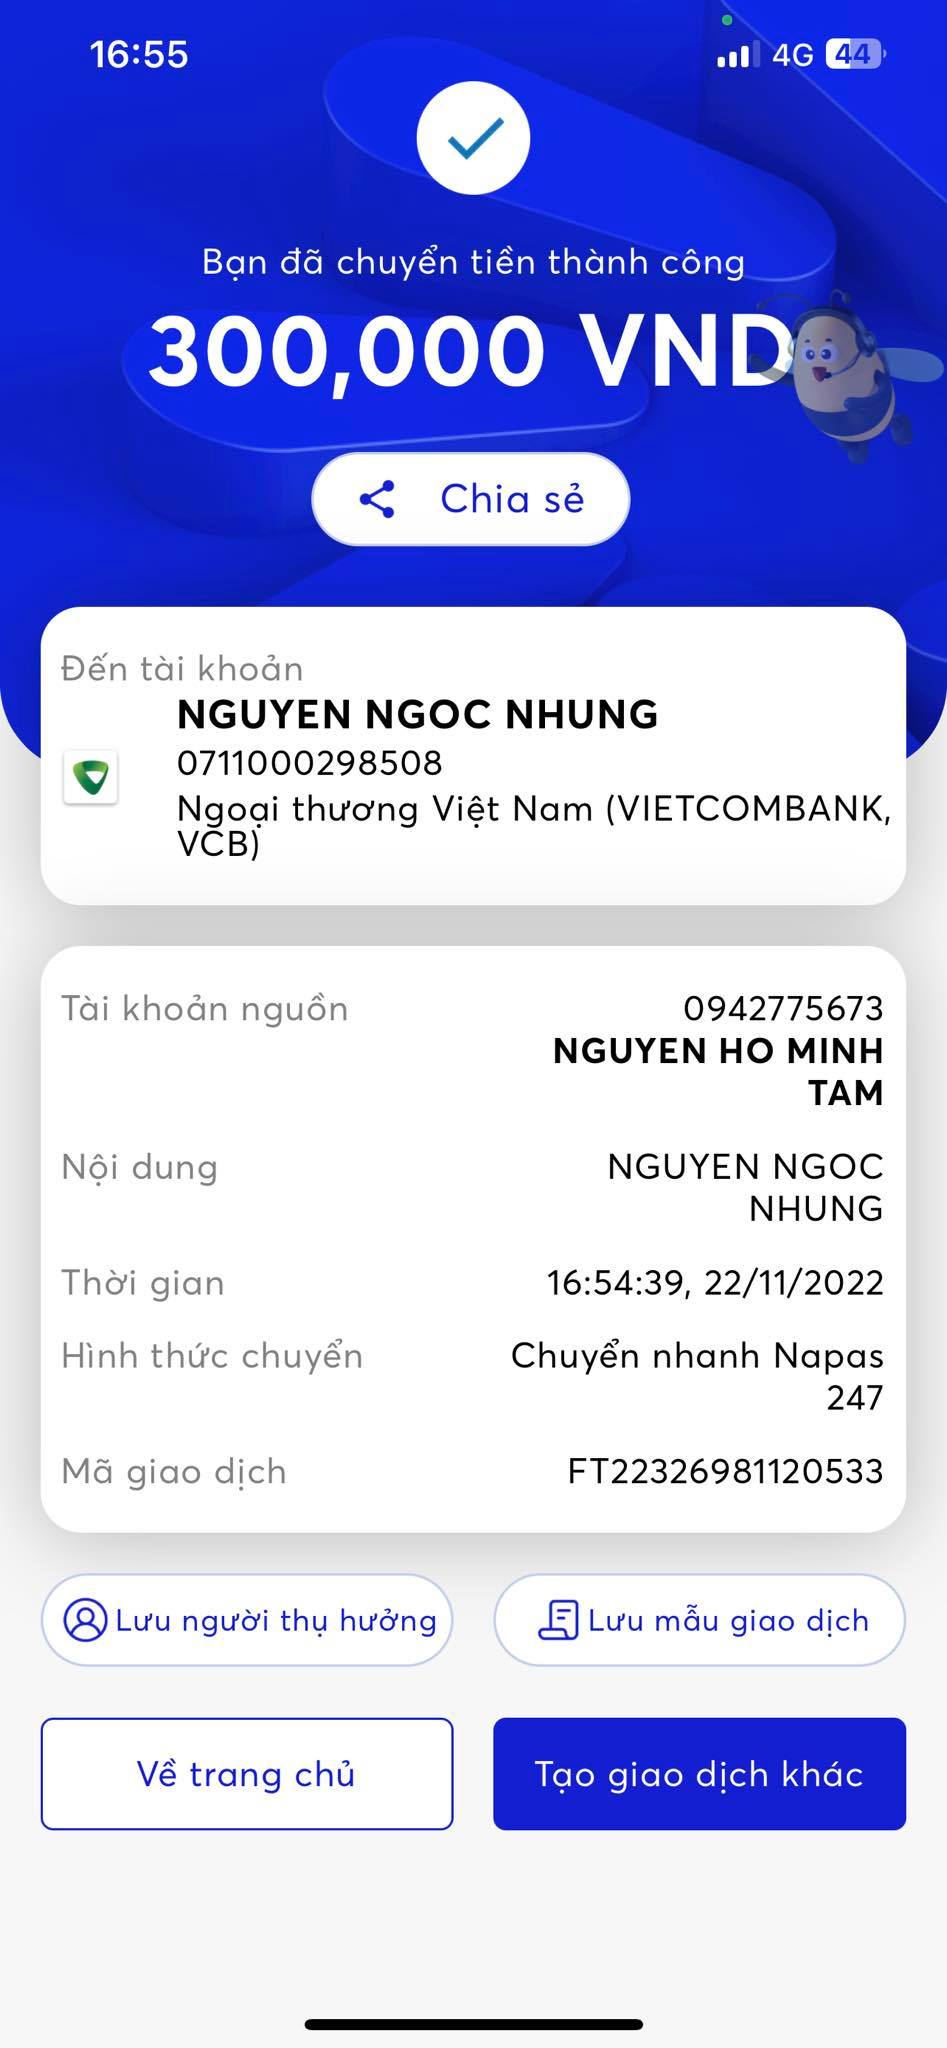 16:55
4G 44
Bạn đã chuyển tiền thành công
300,000 VND
Chia sẻ
Đến tài khoản
NGUYEN NGOC NHUNG
0711000298508
Ngoại thương Việt Nam (VIETCOMBANK,
VCB)
Tài khoản nguồn
0942775673
NGUYEN HO MINH
TAM
Nội dung
NGUYEN NGOC
NHUNG
Thời gian
16:54:39, 22/11/2022
Hình thức chuyển
Chuyển nhanh Napas
247
Mã giao dịch
FT22326981120533
Lưu người thụ hưởng
Lưu mẫu giao dịch
Về trang chủ
Tạo giao dịch khác